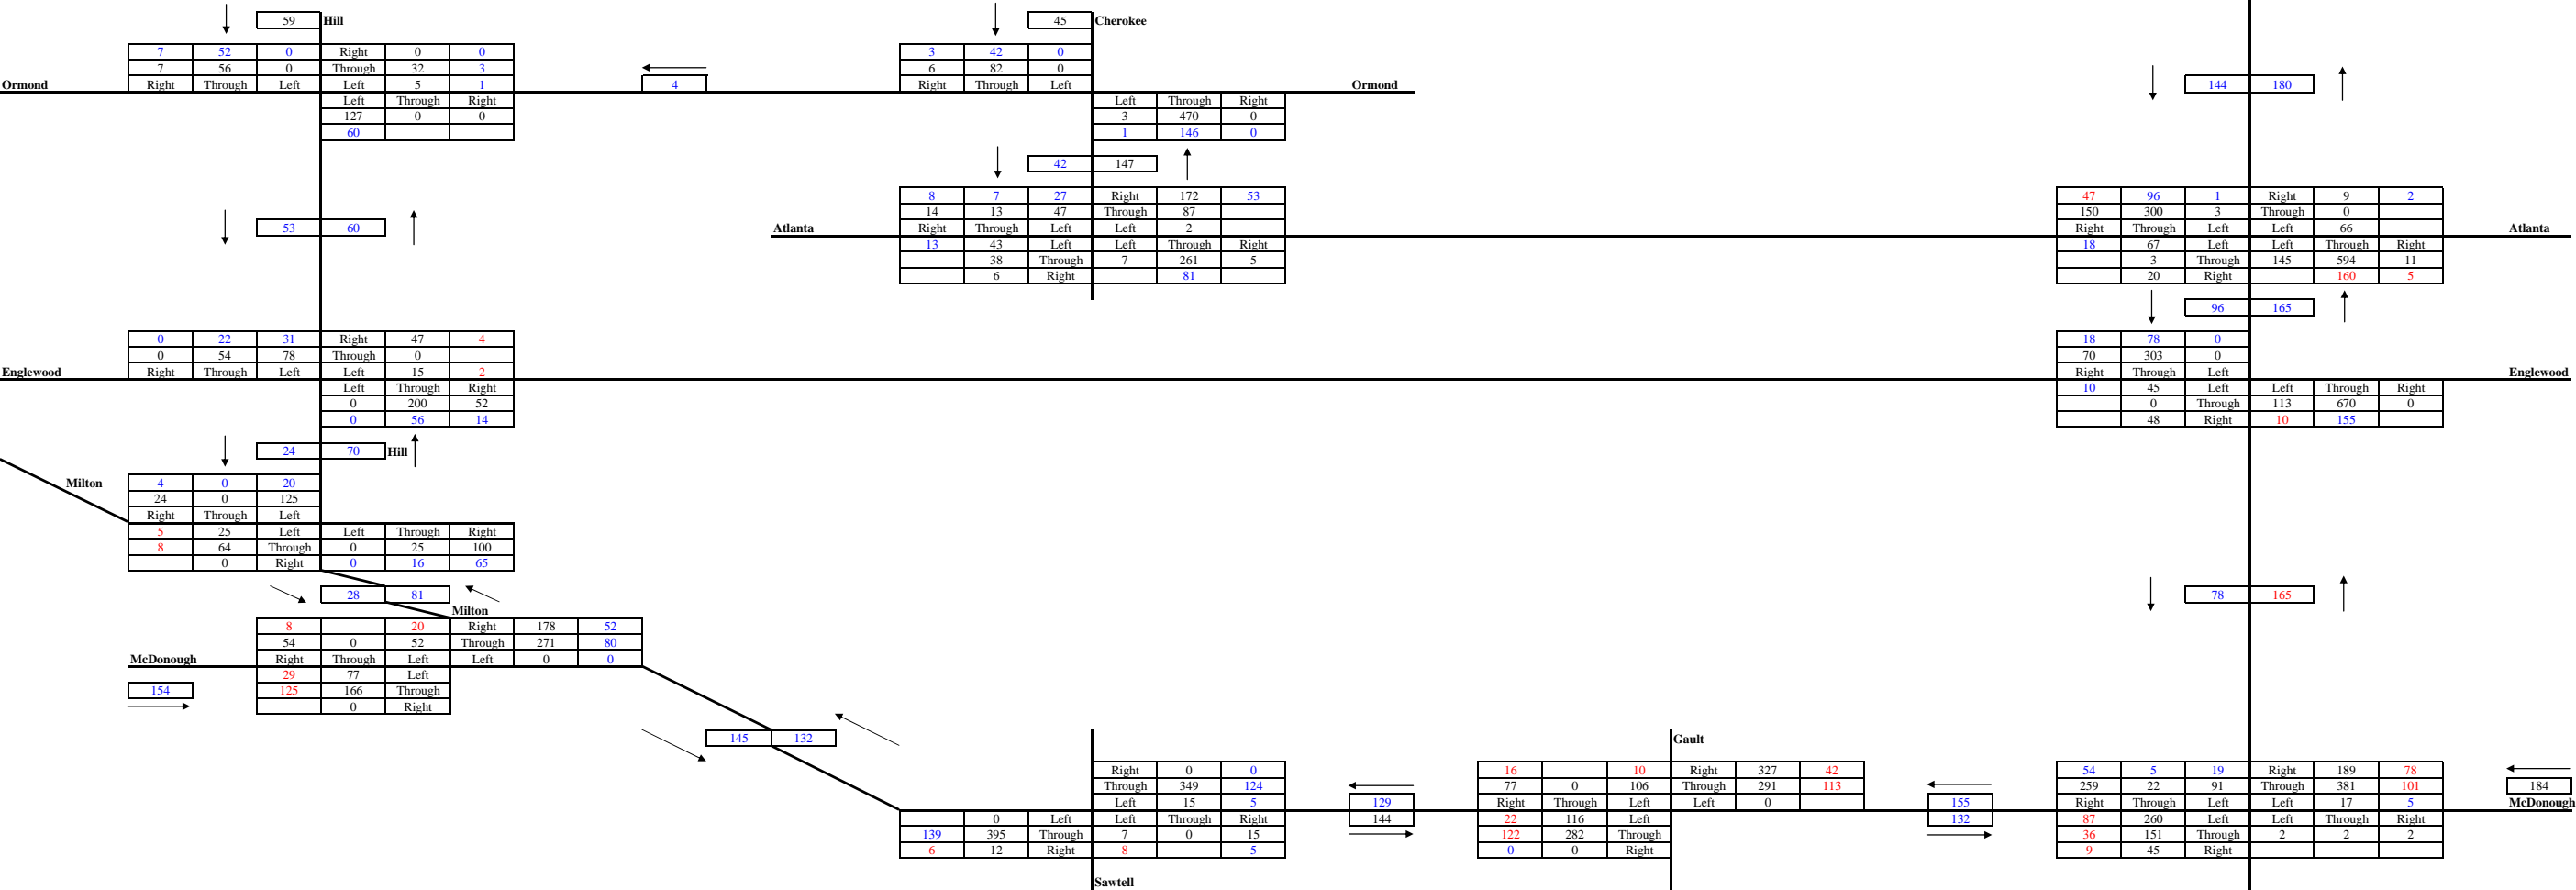 59 Hill 45 Cherokee
7 52 0 Right 0 0 3 42 0
7 56 0 Through 32 3 6 82 0
Ormond Right Through Left Left 5 1 4 Right Through Left Ormond 144 180
Left Through Right Left Through Right
127 0 0 3 470 0
60 1 146 0
42 147
8 7 27 Right 172 53 47 96 1 Right 9 2
14 13 47 Through 87 150 300 3 Through 0
53 60 Atlanta Right Through Left Left 2 Right Through Left Left 66 Atlanta
13 43 Left Left Through Right 18 67 Left Left Through Right
38 Through 7 261 5 3 Through 145 594 11
6 Right 81 20 Right 160 5
96 165
0 22 31 Right 47 4 18 78 0
0 54 78 Through 0 70 303 0
Englewood Right Through Left Left 15 2 Right Through Left Englewood
Left Through Right 10 45 Left Left Through Right
0 200 52 0 Through 113 670 0
0 56 14 48 Right 10 155
24 70 Hill
Milton 4 0 20
24 0 125
Right Through Left
5 25 Left Left Through Right
8 64 Through 0 25 100
0 Right 0 16 65
28 81 78 165
Milton
8 20 Right 178 52
54 0 52 Through 271 80
McDonough Right Through Left Left 0 0
29 77 Left
154 125 166 Through
0 Right
145 132 Gault
Right 0 0 16 10 Right 327 42 54 5 19 Right 189 78
Through 349 124 77 0 106 Through 291 113 259 22 91 Through 381 101 184
Left 15 5 129 Right Through Left Left 0 155 Right Through Left Left 17 5 McDonough
0 Left Left Through Right 144 22 116 Left 132 87 260 Left Left Through Right
139 395 Through 7 0 15 122 282 Through 36 151 Through 2 2 2
6 12 Right 8 5 0 0 Right 9 45 Right
Sawtell